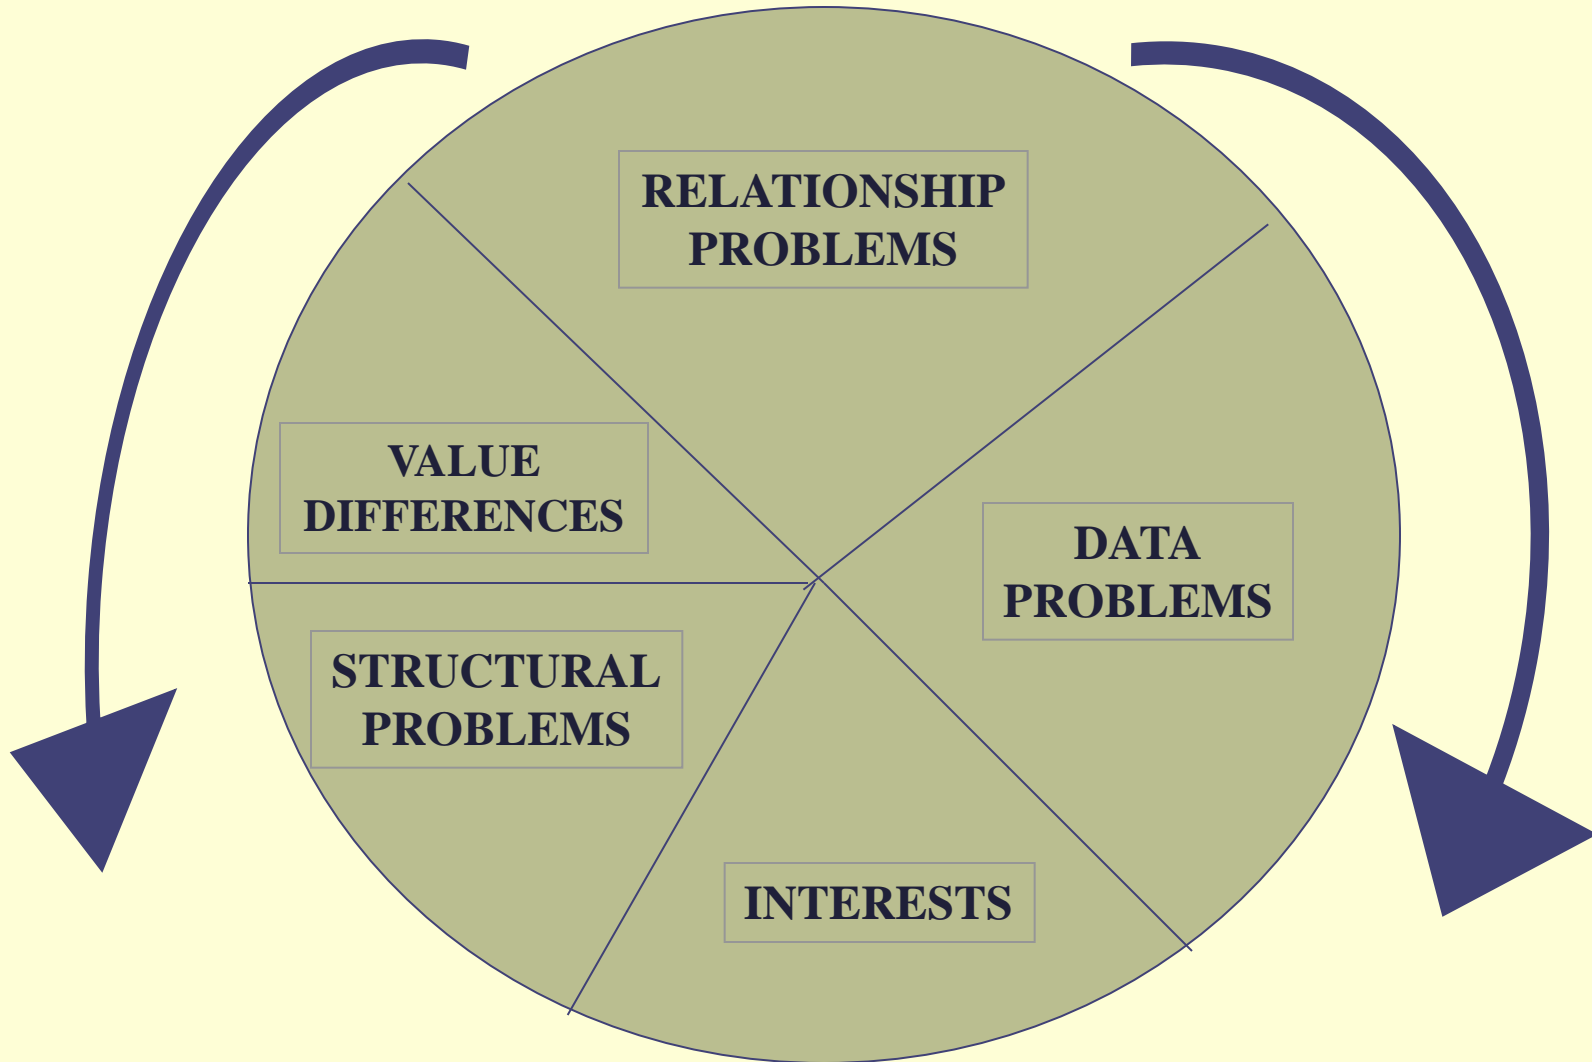 RELATIONSHIP
PROBLEMS
VALUE
DIFFERENCES
DATA
PROBLEMS
STRUCTURAL
PROBLEMS
INTERESTS